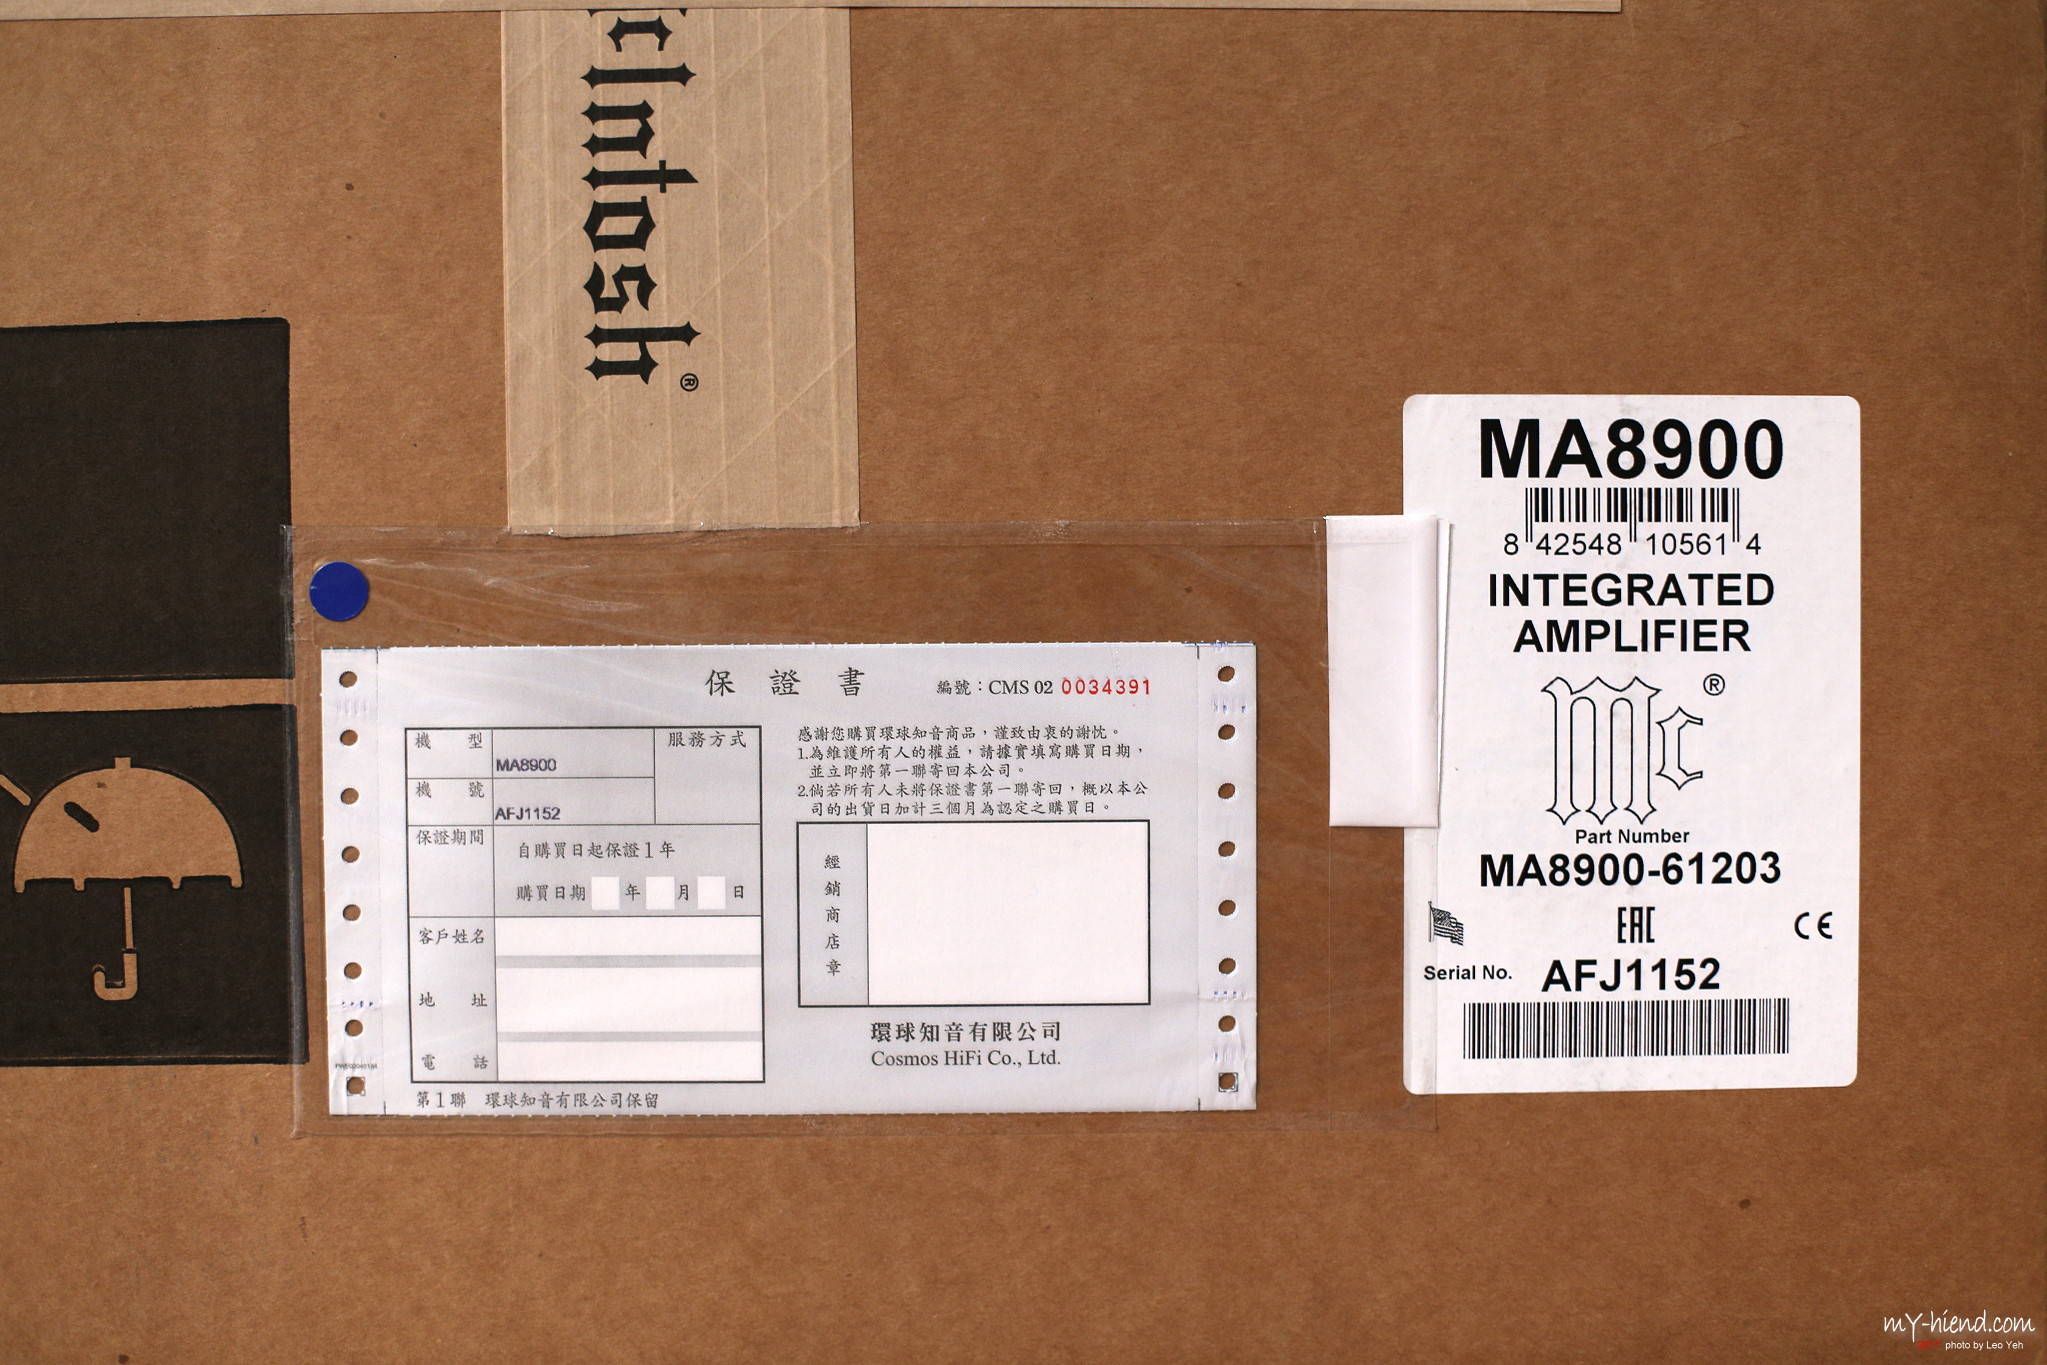 cIntosh®
MA8900
8 42548 10561 4
INTEGRATED
AMPLIFIER
Mc®
Part Number
MA8900-61203
EAC
CE
Serial No. AFJ1152
保證書
編號：CMS 02 0034391
機型 MA8900
服務方式
機號 AFJ1152
保證期間
自購買日起保證1年
購買日期 年 月 日
客戶姓名
地址
電話
第1聯 環球知音有限公司保留
感謝您購買環球知音商品，謹致由衷的謝忱。
1.為維護所有人的權益，請據實填寫購買日期，
並立即將第一聯寄回本公司。
2.倘若所有人未將保證書第一聯寄回，概以本公
司的出貨日加計三個月為認定之購買日。
經銷商店章
環球知音有限公司
Cosmos HiFi Co., Ltd.
mY-hiend.com
photo by Leo Yeh